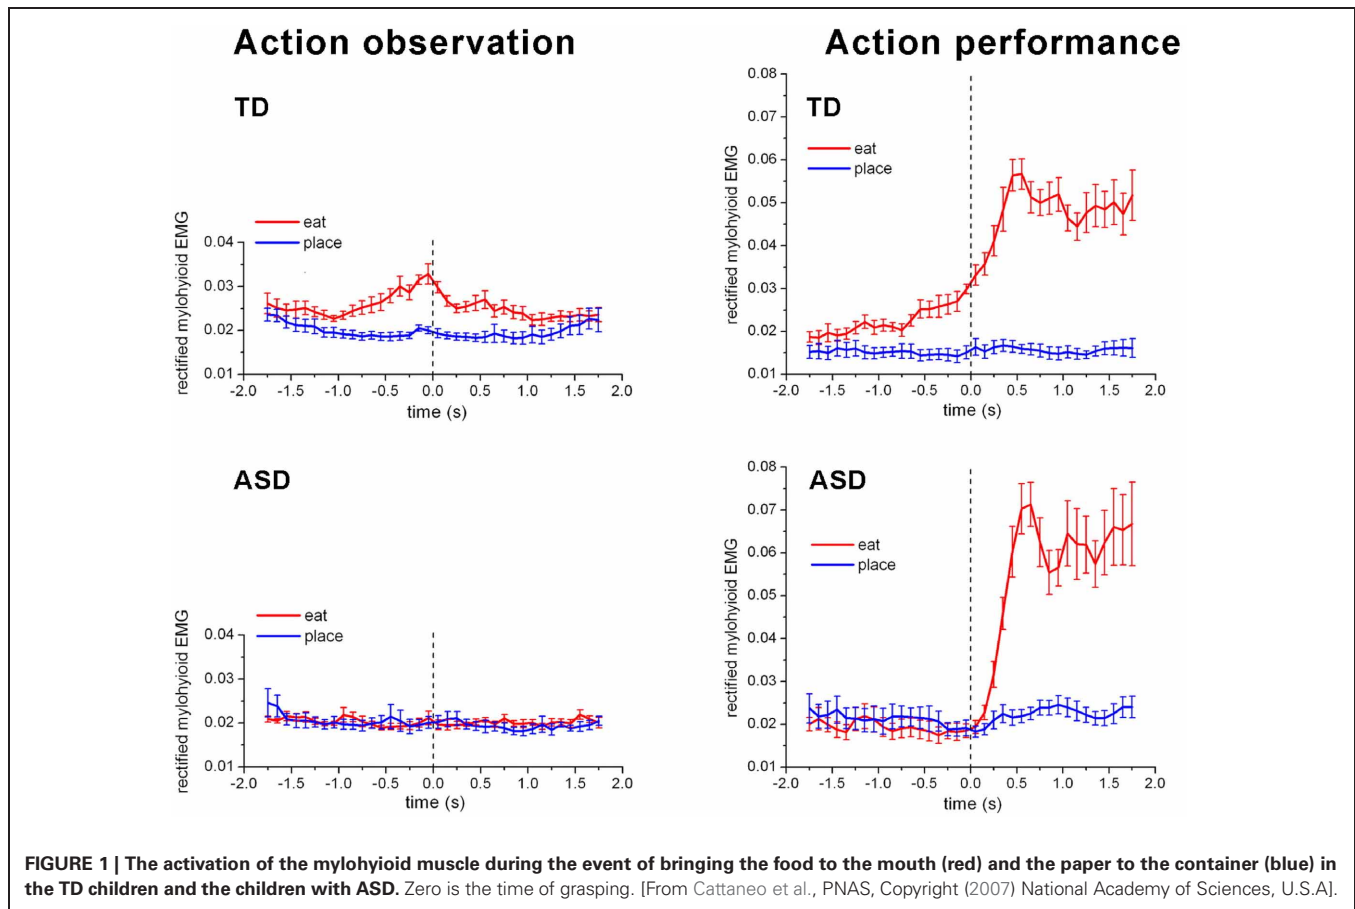 Action observation
Action performance
TD
rectified mylohyioid EMG
eat
place
0.04
0.03
0.02
0.01
-2.0 -1.5 -1.0 -0.5 0.0 0.5 1.0 1.5 2.0
time (s)
TD
rectified mylohyioid EMG
eat
place
0.08
0.07
0.06
0.05
0.04
0.03
0.02
0.01
-2.0 -1.5 -1.0 -0.5 0.0 0.5 1.0 1.5 2.0
time (s)
ASD
rectified mylohyioid EMG
eat
place
0.04
0.03
0.02
0.01
-2.0 -1.5 -1.0 -0.5 0.0 0.5 1.0 1.5 2.0
time (s)
ASD
rectified mylohyioid EMG
eat
place
0.08
0.07
0.06
0.05
0.04
0.03
0.02
0.01
-2.0 -1.5 -1.0 -0.5 0.0 0.5 1.0 1.5 2.0
time (s)
FIGURE 1 | The activation of the mylohyioid muscle during the event of bringing the food to the mouth (red) and the paper to the container (blue) in
the TD children and the children with ASD. Zero is the time of grasping. [From Cattaneo et al., PNAS, Copyright (2007) National Academy of Sciences, U.S.A].